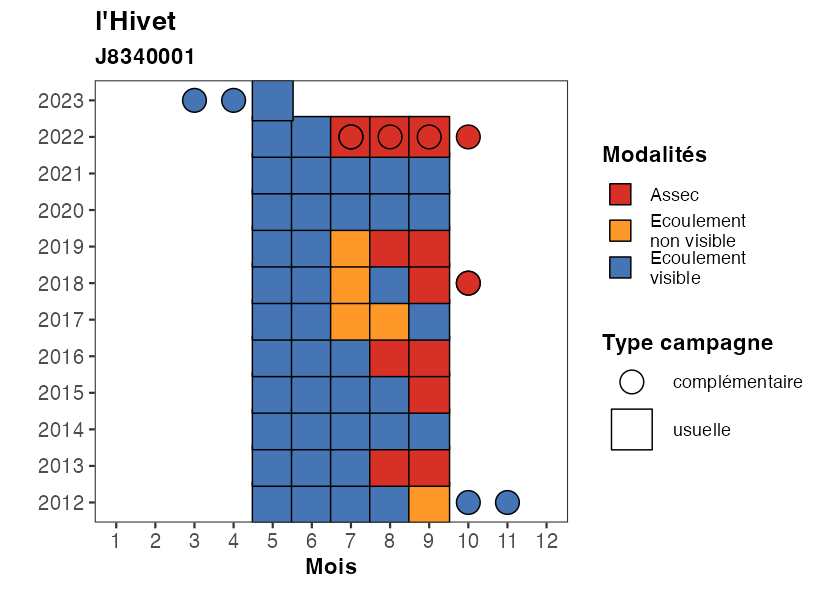 l'Hivet
J8340001
2023
2022
2021
2020
2019
2018
2017
2016
2015
2014
2013
2012
1 2 3 4 5 6 7 8 9 10 11 12
Mois
Modalités
Assec
Ecoulement
non visible
Ecoulement
visible
Type campagne
complémentaire
usuelle